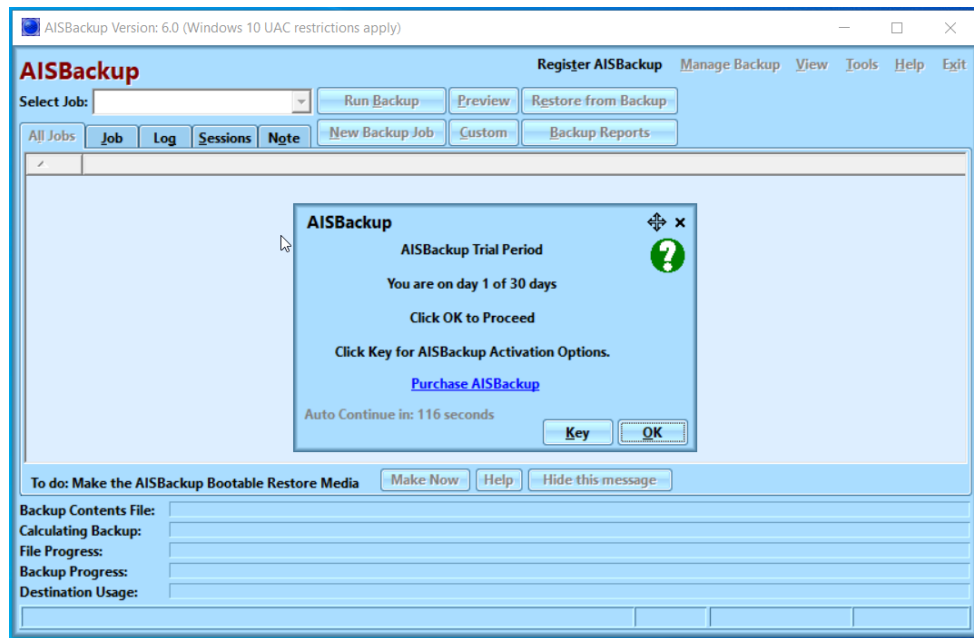 AISBackup Version: 6.0 (Windows 10 UAC restrictions apply)
AISBackup
Register AISBackup Manage Backup View Tools Help Exit
Select Job: Run Backup Preview Restore from Backup
All Jobs Job Log Sessions Note New Backup Job Custom Backup Reports
AISBackup
AISBackup Trial Period
You are on day 1 of 30 days
Click OK to Proceed
Click Key for AISBackup Activation Options.
Purchase AISBackup
Auto Continue in: 116 seconds
Key OK
To do: Make the AISBackup Bootable Restore Media Make Now Help Hide this message
Backup Contents File:
Calculating Backup:
File Progress:
Backup Progress:
Destination Usage: